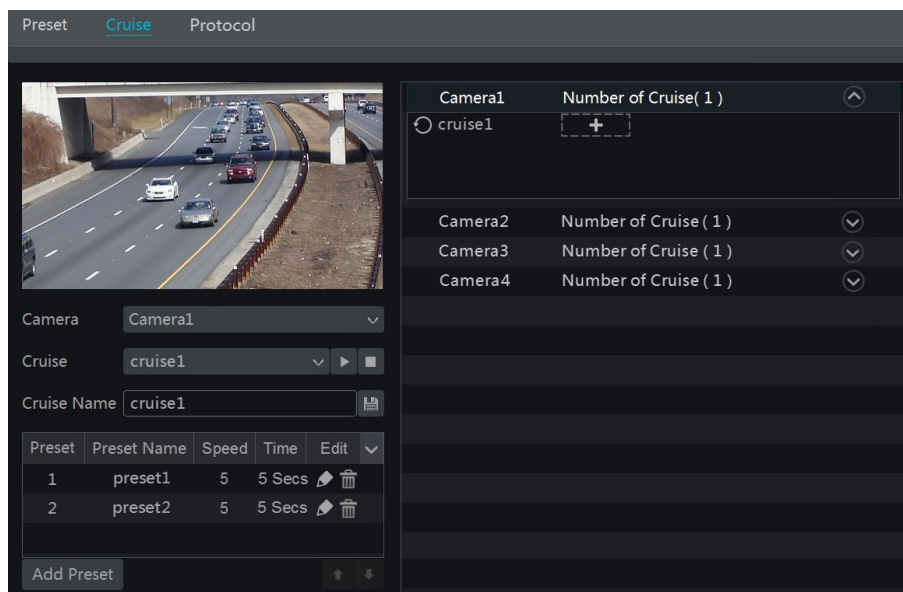 Preset Cruise Protocol
Camera1 Number of Cruise( 1 )
cruise1
Camera2 Number of Cruise ( 1 )
Camera3 Number of Cruise ( 1 )
Camera4 Number of Cruise ( 1 )
Camera Camera1
Cruise cruise1
Cruise Name cruise1
Preset Preset Name Speed Time Edit
1 preset1 5 5 Secs
2 preset2 5 5 Secs
Add Preset